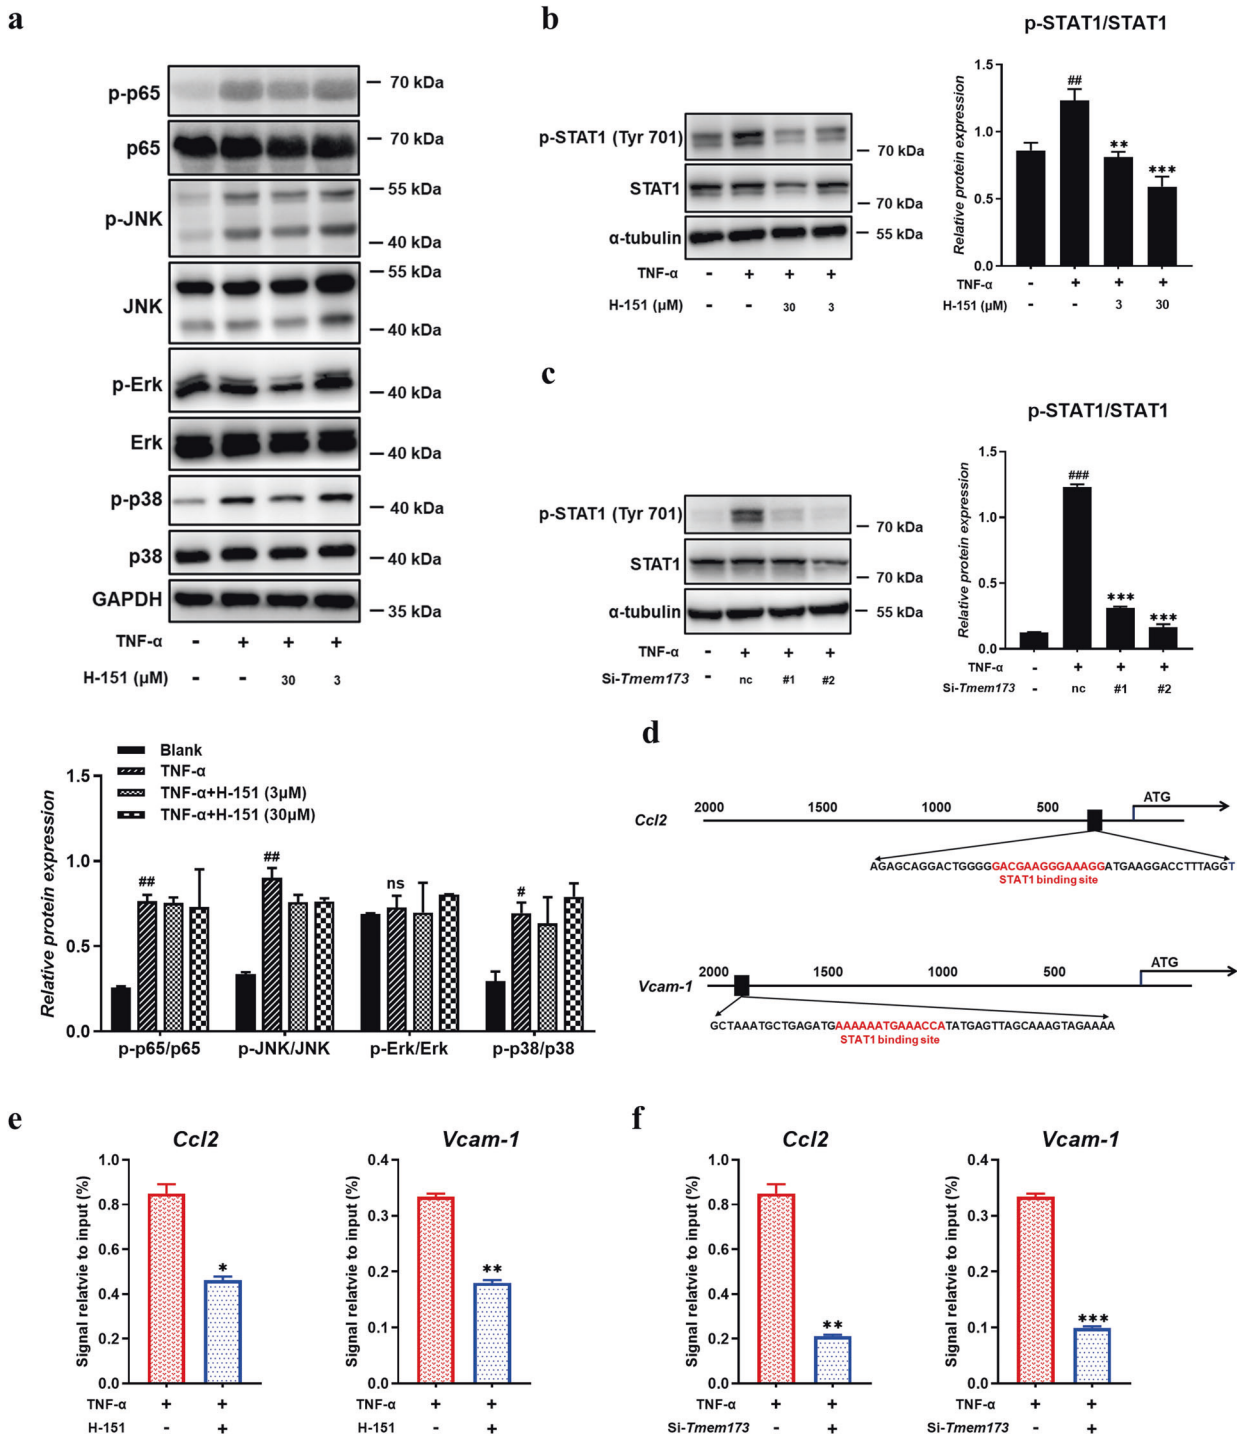 a
p-p65
70 kDa
p65
70 kDa
p-JNK
55 kDa
40 kDa
JNK
55 kDa
40 kDa
p-Erk
40 kDa
Erk
40 kDa
p-p38
40 kDa
p38
40 kDa
GAPDH
35 kDa
TNF-α - + + +
H-151 (μM) - - 30 3
Blank
TNF-α
TNF-α+H-151 (3μM)
TNF-α+H-151 (30μM)
Relative protein expression
1.5
1.0
0.5
0.0
## ## ns #
p-p65/p65 p-JNK/JNK p-Erk/Erk p-p38/p38
b
p-STAT1 (Tyr 701)
70 kDa
STAT1
70 kDa
α-tubulin
55 kDa
TNF-α - + + +
H-151 (μM) - - 30 3
p-STAT1/STAT1
Relative protein expression
1.5
1.0
0.5
0.0
## ** ***
TNF-α - + + +
H-151 (μM) - - 3 30
c
p-STAT1 (Tyr 701)
70 kDa
STAT1
70 kDa
α-tubulin
55 kDa
TNF-α - + + +
Si-Tmem173 - nc #1 #2
p-STAT1/STAT1
Relative protein expression
1.5
1.0
0.5
0.0
### *** ***
TNF-α - + + +
Si-Tmem173 - nc #1 #2
d
2000 1500 1000 500 ATG
Ccl2
AGAGCAGGACTGGGGGACGAAGGGAAAGGATGAAGGACCTTTAGGT
STAT1 binding site
2000 1500 1000 500 ATG
Vcam-1
GCTAAATGCTGAGATGAAAAAATGAAACCATATGAGTTAGCAAAGTAGAAAA
STAT1 binding site
e
Ccl2
Signal relatvie to input (%)
1.0
0.8
0.6
0.4
0.2
0.0
*
TNF-α + +
H-151 - +
Vcam-1
Signal relatvie to input (%)
0.4
0.3
0.2
0.1
0.0
**
TNF-α + +
H-151 - +
f
Ccl2
Signal relatvie to input (%)
1.0
0.8
0.6
0.4
0.2
0.0
**
TNF-α + +
Si-Tmem173 - +
Vcam-1
Signal relatvie to input (%)
0.4
0.3
0.2
0.1
0.0
***
TNF-α + +
Si-Tmem173 - +